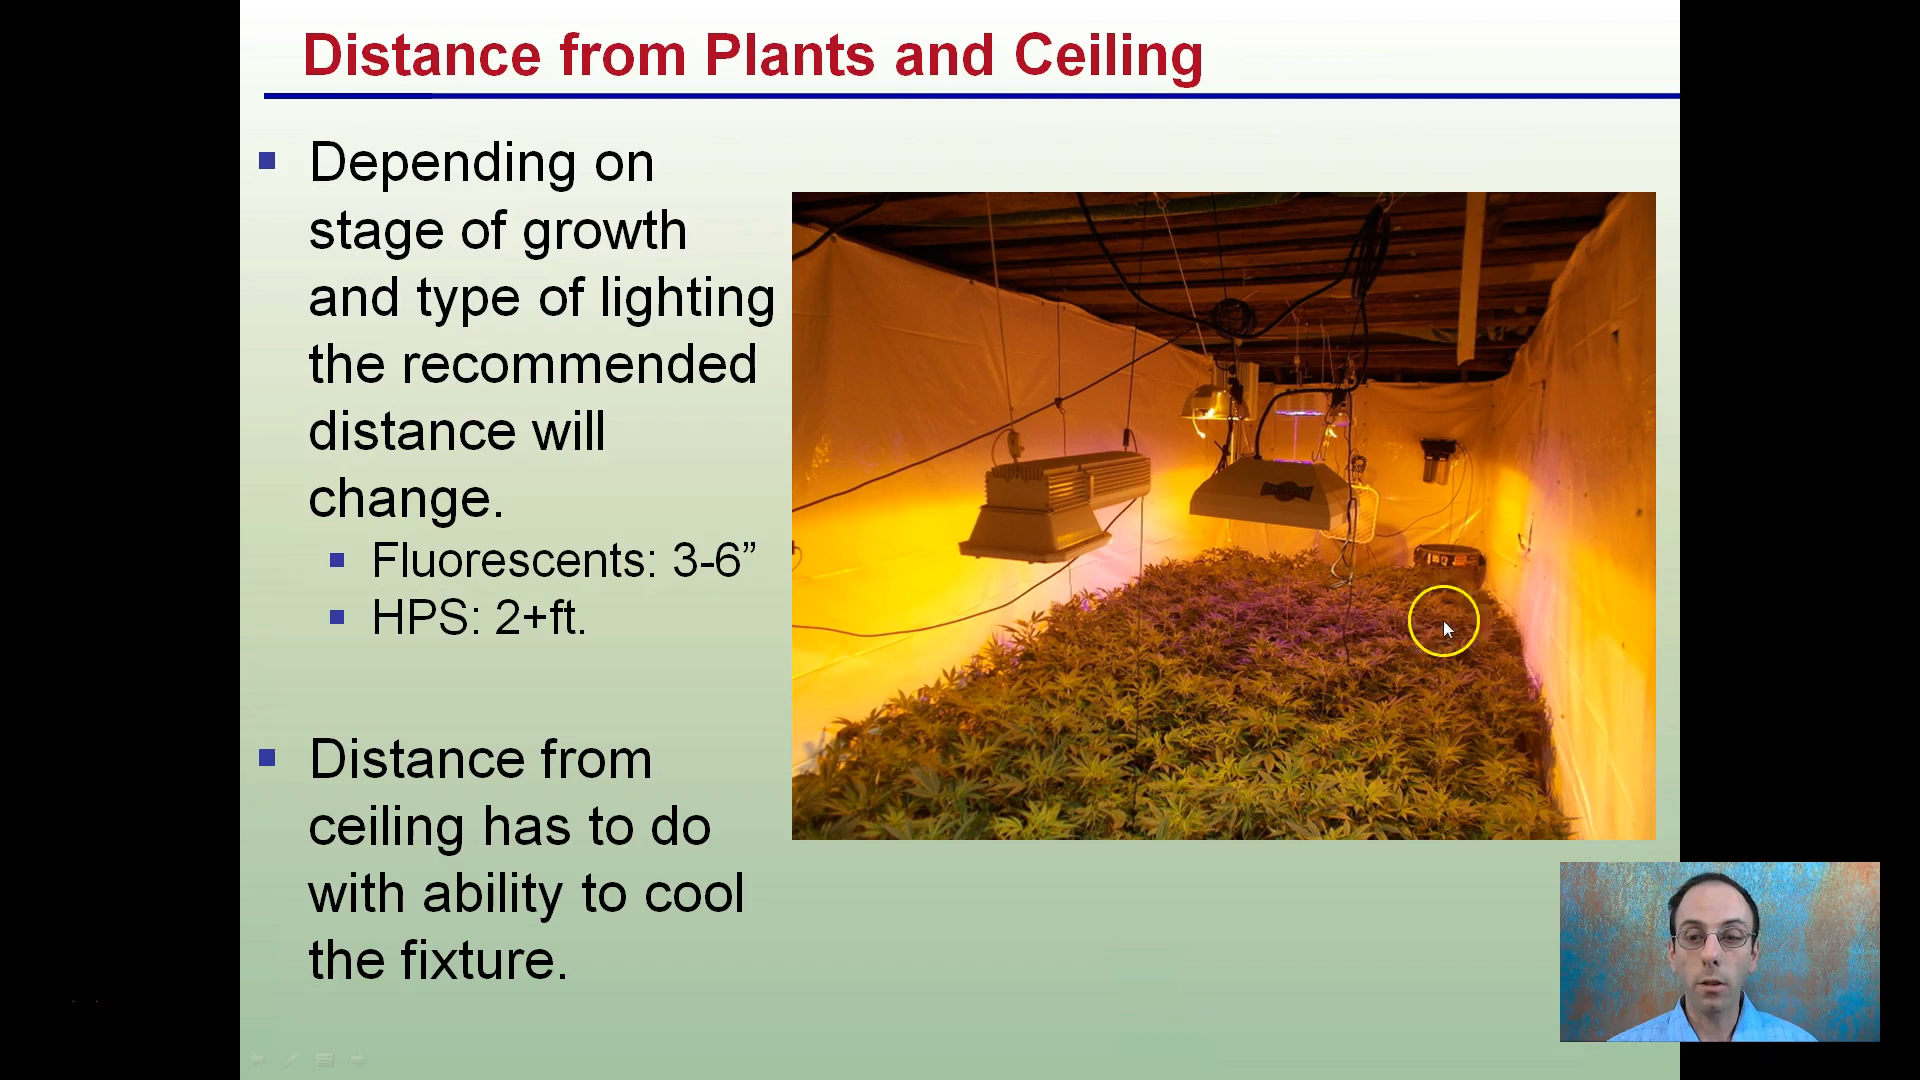 Distance from Plants and Ceiling
Depending on
stage of growth
and type of lighting
the recommended
distance will
change.
Fluorescents: 3-6”
HPS: 2+ft.
Distance from
ceiling has to do
with ability to cool
the fixture.